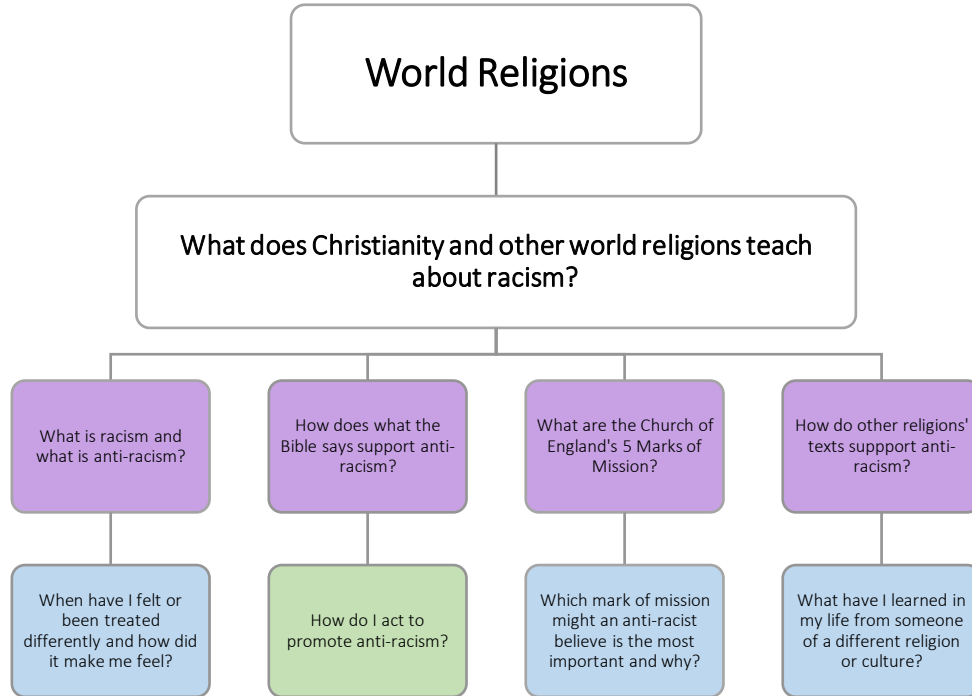 World Religions
What does Christianity and other world religions teach
about racism?
What is racism and
what is anti-racism?
How does what the
Bible says support anti-
racism?
What are the Church of
England's 5 Marks of
Mission?
How do other religions'
texts suppport anti-
racism?
When have I felt or
been treated
differently and how did
it make me feel?
How do I act to
promote anti-racism?
Which mark of mission
might an anti-racist
believe is the most
important and why?
What have I learned in
my life from someone
of a different religion
or culture?